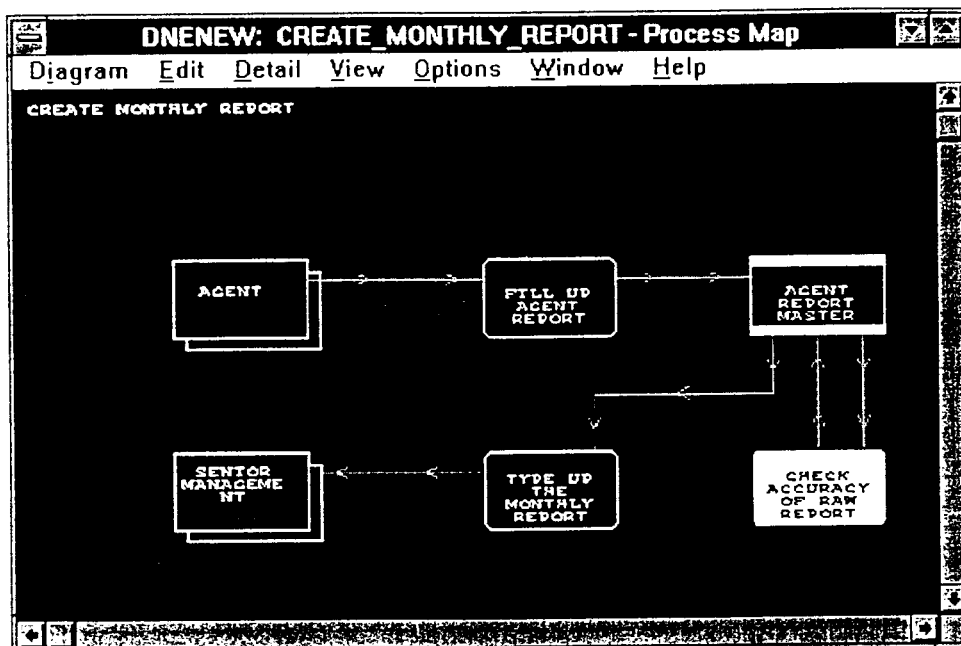 DNENEW: CREATE_MONTHLY_REPORT - Process Map
Diagram Edit Detail View Options Window Help
CREATE MONTHLY REPORT
AGENT
FILL UP
AGENT
REPORT
AGENT
REPORT
MASTER
SENIOR
MANAGEME
NT
TYPE UP
THE
MONTHLY
REPORT
CHECK
ACCURACY
OF RAW
REPORT